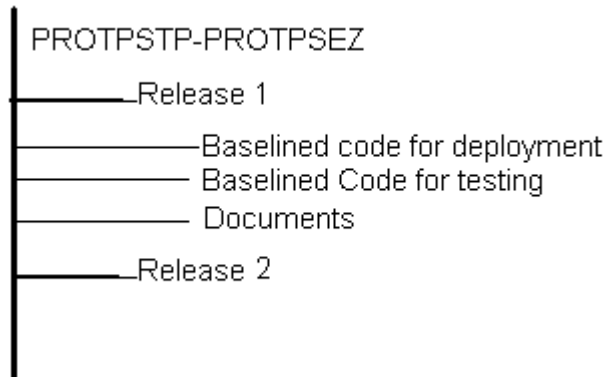 PROTPSTP-PROTPSEZ
Release 1
Baselined code for deployment
Baselined Code for testing
Documents
Release 2